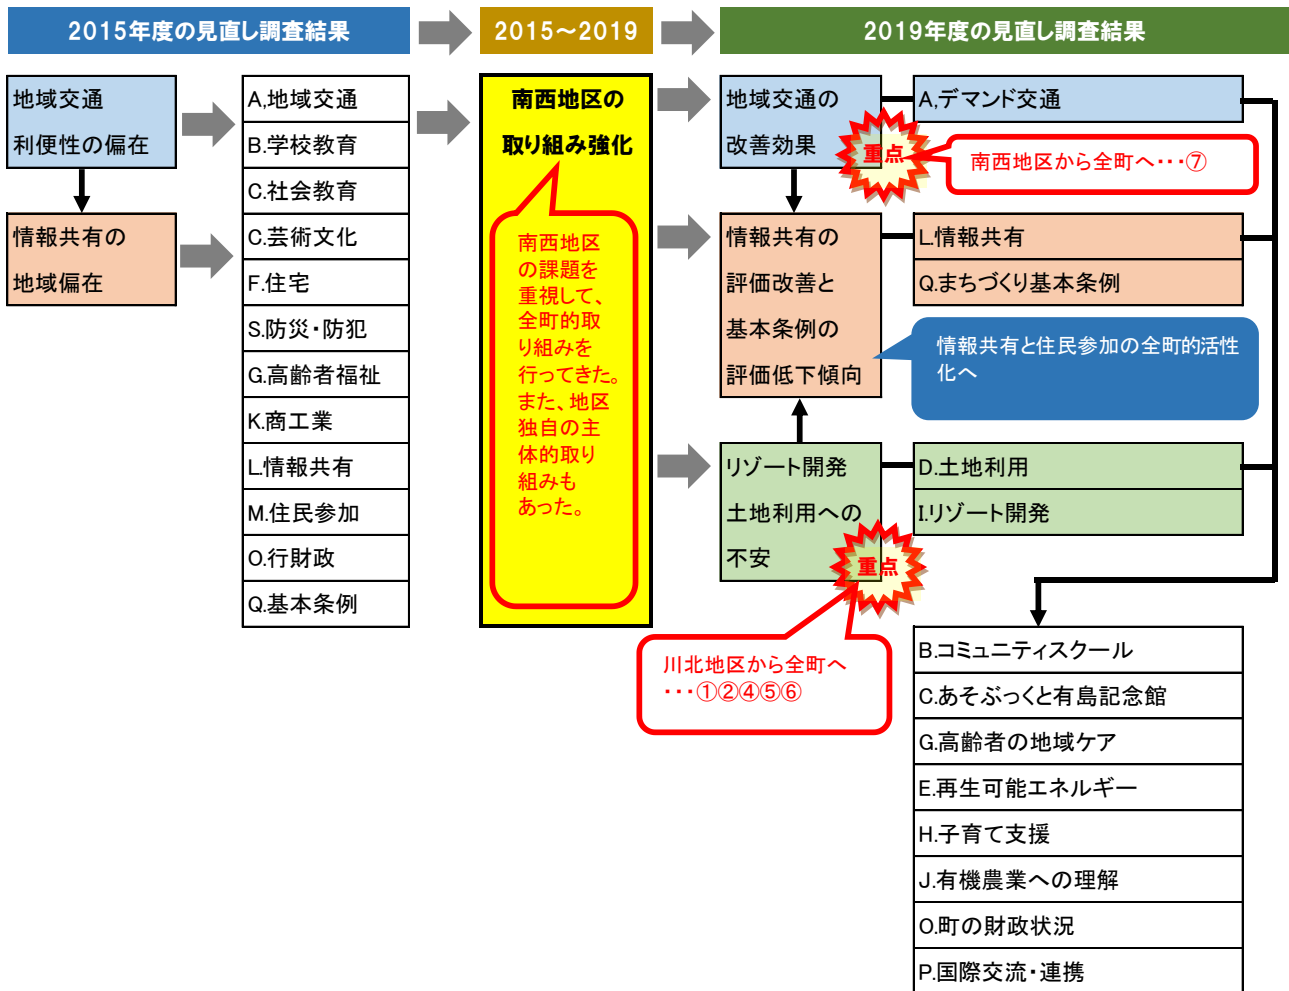 2015年度の見直し調査結果
2015～2019
2019年度の見直し調査結果
地域交通
利便性の偏在
情報共有の
地域偏在
A,地域交通
B.学校教育
C.社会教育
C.芸術文化
F.住宅
S.防災・防犯
G.高齢者福祉
K.商工業
L.情報共有
M.住民参加
O.行財政
Q.基本条例
南西地区の
取り組み強化
南西地区
の課題を
重視して、
全町的取
り組みを
行ってきた。
また、地区
独自の主
体的取り
組みも
あった。
地域交通の
改善効果
重点
A,デマンド交通
南西地区から全町へ・・・⑦
情報共有の
評価改善と
基本条例の
評価低下傾向
L.情報共有
Q.まちづくり基本条例
情報共有と住民参加の全町的活性
化へ
リゾート開発
土地利用への
不安
重点
D.土地利用
I.リゾート開発
川北地区から全町へ
・・・①②④⑤⑥
B.コミュニティスクール
C.あそぶっくと有島記念館
G.高齢者の地域ケア
E.再生可能エネルギー
H.子育て支援
J.有機農業への理解
O.町の財政状況
P.国際交流・連携